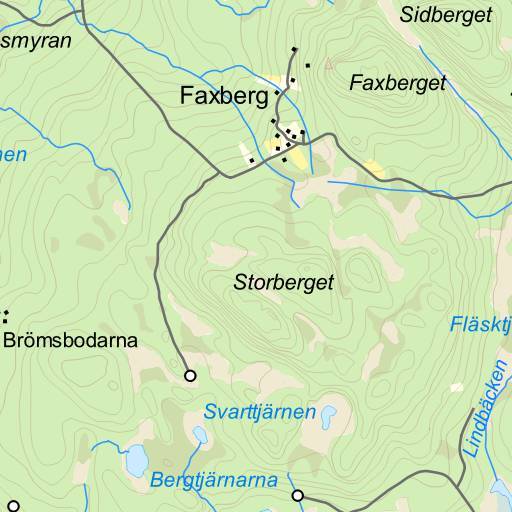 Sidberget
smyran
Faxberget
Faxberg
nen
Storberget
Fläsktj
Brömsbodarna
Lindbäcken
Svarttjärnen
Bergtjärnarna